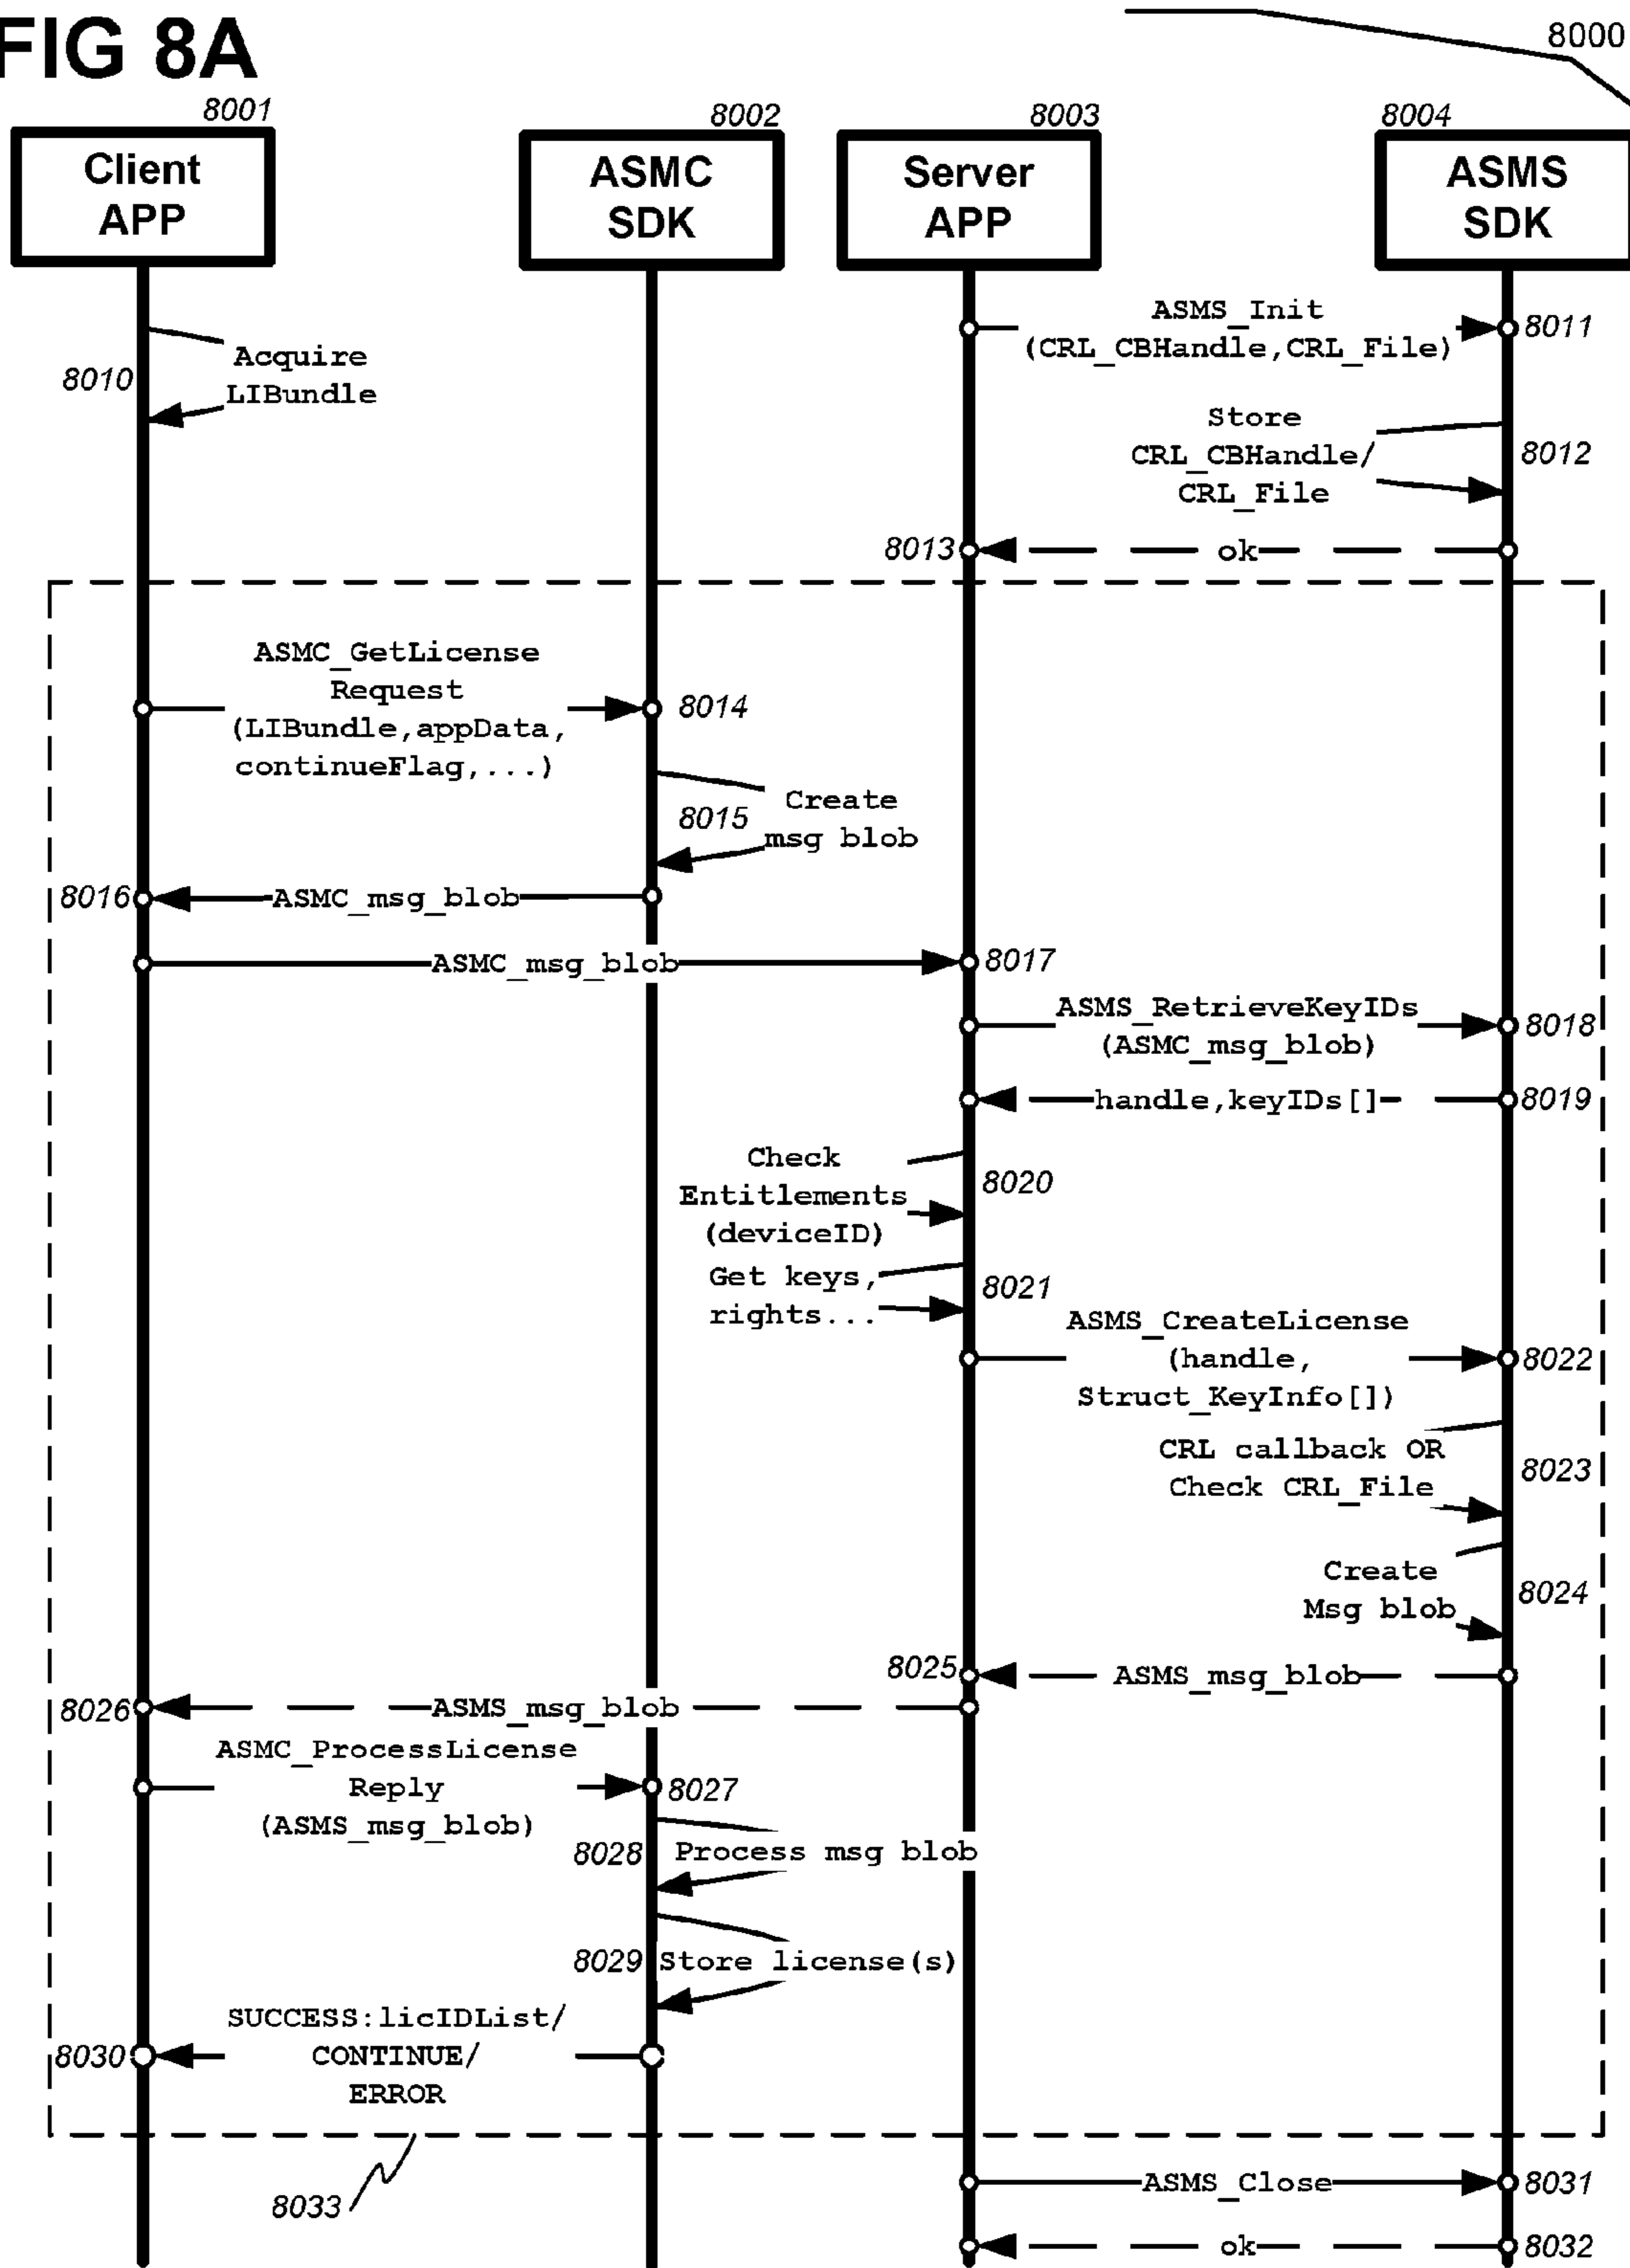 FIG 8A
8000
8001
8002
8003
8004
Client
APP
ASMC
SDK
Server
APP
ASMS
SDK
ASMS_Init
(CRL_CBHandle,CRL_File)
8011
8010
Acquire
LIBundle
Store
CRL_CBHandle/
CRL_File
8012
8013
ok
ASMC_GetLicense
Request
(LIBundle,appData,
continueFlag,...)
8014
8015
Create
msg blob
8016
ASMC_msg_blob
ASMC_msg_blob
8017
ASMS_RetrieveKeyIDs
(ASMC_msg_blob)
8018
handle,keyIDs[]
8019
Check
Entitlements
(deviceID)
8020
Get keys,
rights...
8021
ASMS_CreateLicense
(handle,
Struct_KeyInfo[])
8022
CRL callback OR
Check CRL_File
8023
Create
Msg blob
8024
8025
ASMS_msg_blob
8026
ASMS_msg_blob
ASMC_ProcessLicense
Reply
(ASMS_msg_blob)
8027
8028
Process msg blob
8029
Store license(s)
SUCCESS:licIDList/
CONTINUE/
ERROR
8030
8033
ASMS_Close
8031
ok
8032